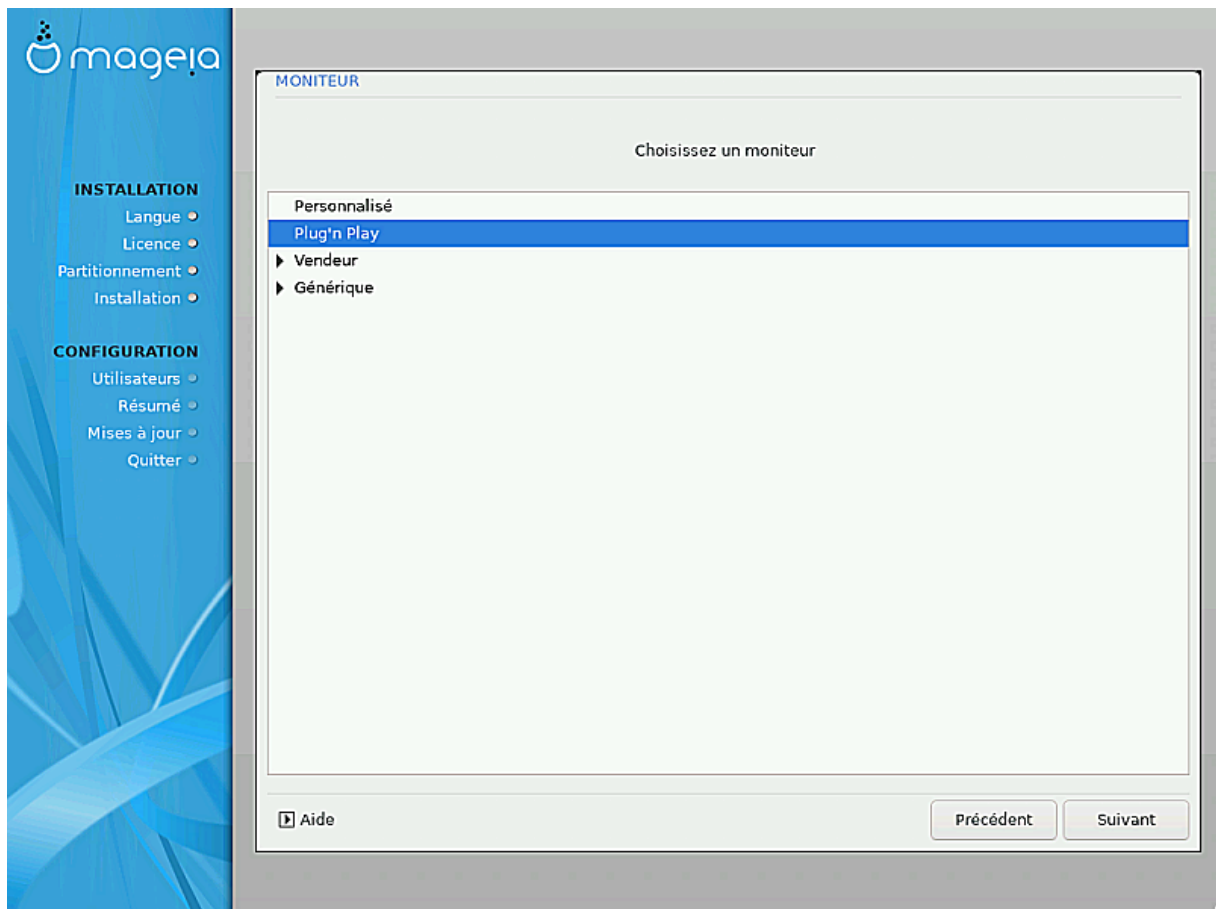 mageia
INSTALLATION
Langue
Licence
Partitionnement
Installation
CONFIGURATION
Utilisateurs
Résumé
Mises à jour
Quitter
MONITEUR
Choisissez un moniteur
Personnalisé
Plug'n Play
Vendeur
Générique
Aide
Précédent
Suivant